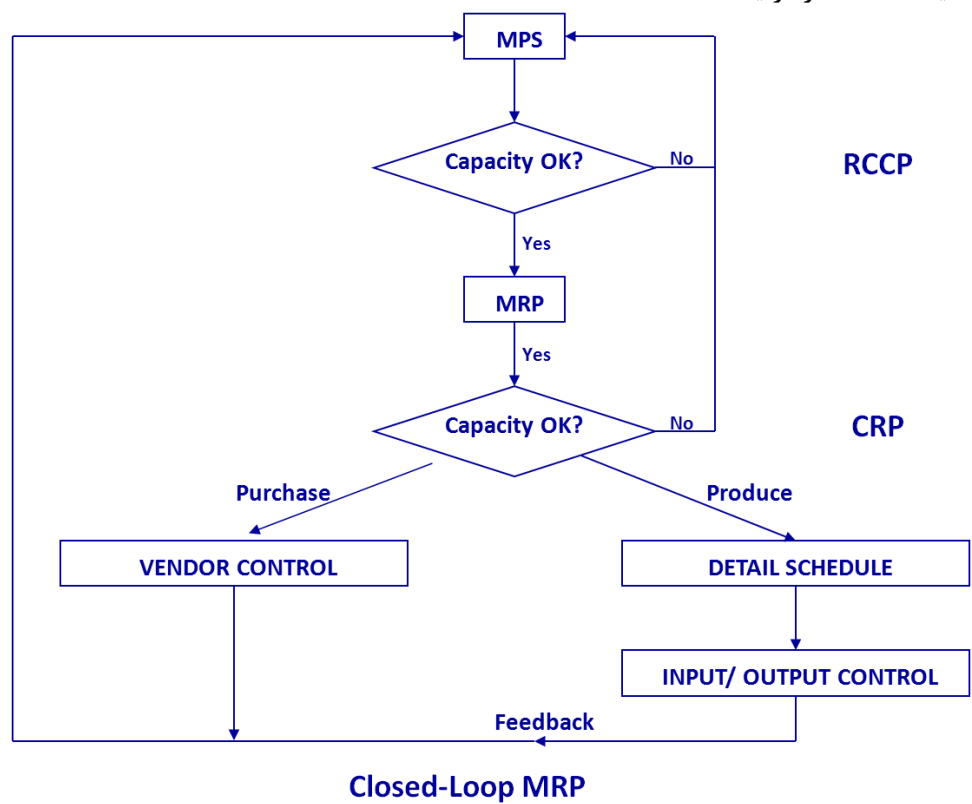 MPS
Capacity OK?
No
RCCP
Yes
MRP
Yes
Capacity OK?
No
CRP
Purchase
Produce
VENDOR CONTROL
DETAIL SCHEDULE
INPUT/ OUTPUT CONTROL
Feedback
Closed-Loop MRP